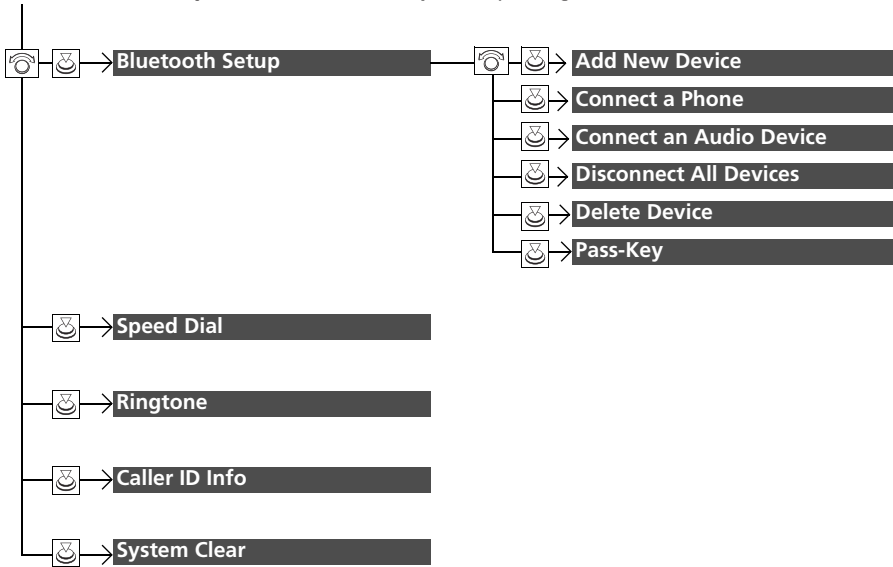 Bluetooth Setup
Add New Device
Connect a Phone
Connect an Audio Device
Disconnect All Devices
Delete Device
Pass-Key
Speed Dial
Ringtone
Caller ID Info
System Clear